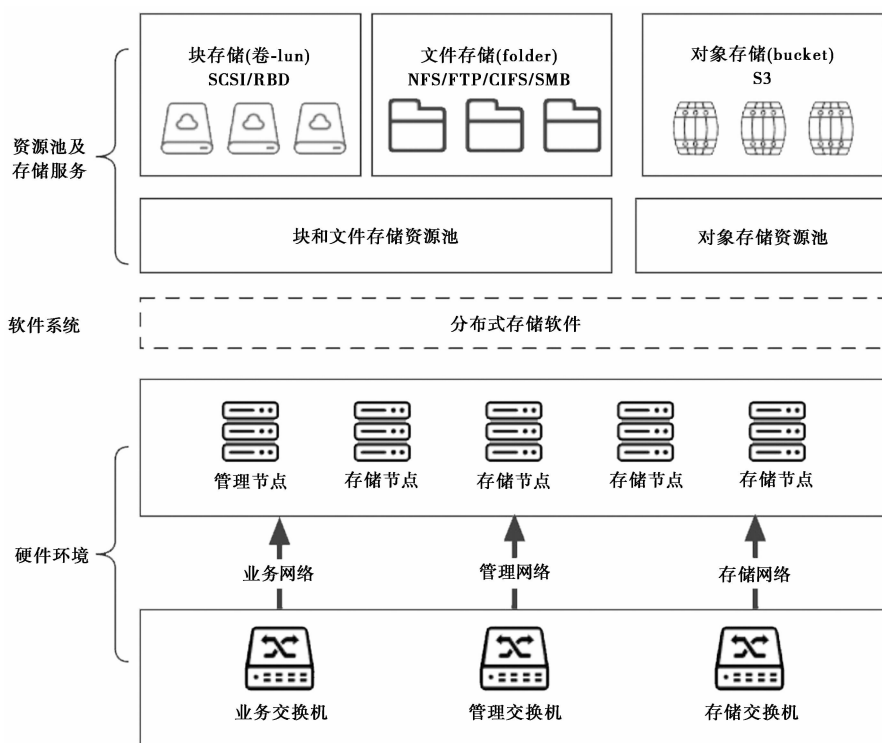 块存储(卷-lun)
SCSI/RBD
文件存储(folder)
NFS/FTP/CIFS/SMB
对象存储(bucket)
S3
资源池及
存储服务
块和文件存储资源池
对象存储资源池
软件系统
分布式存储软件
管理节点
存储节点
存储节点
存储节点
存储节点
硬件环境
业务网络
管理网络
存储网络
业务交换机
管理交换机
存储交换机